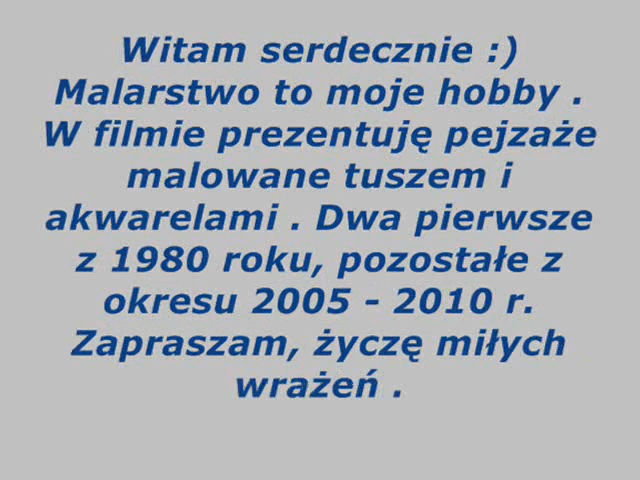 Witam serdecznie :)
Malarstwo to moje hobby .
W filmie prezentuję pejzaże
malowane tuszem i
akwarelami . Dwa pierwsze
z 1980 roku, pozostałe z
okresu 2005 - 2010 r.
Zapraszam, życzę miłych
wrażeń .